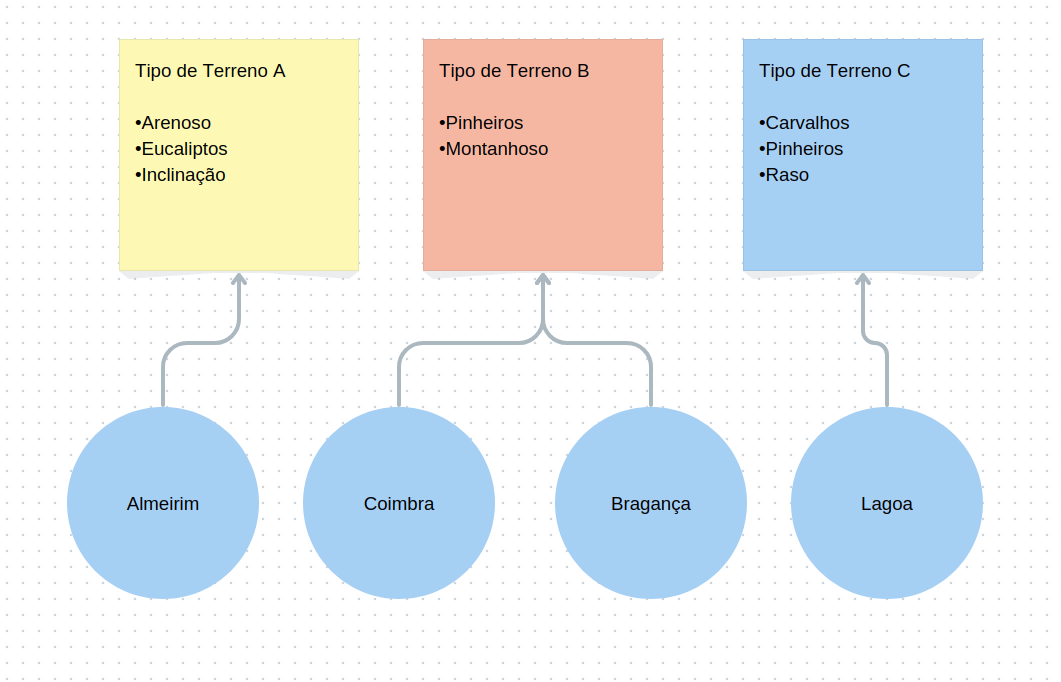 Tipo de Terreno A
•Arenoso
•Eucaliptos
•Inclinação
Tipo de Terreno B
•Pinheiros
•Montanhoso
Tipo de Terreno C
•Carvalhos
•Pinheiros
•Raso
Almeirim
Coimbra
Bragança
Lagoa